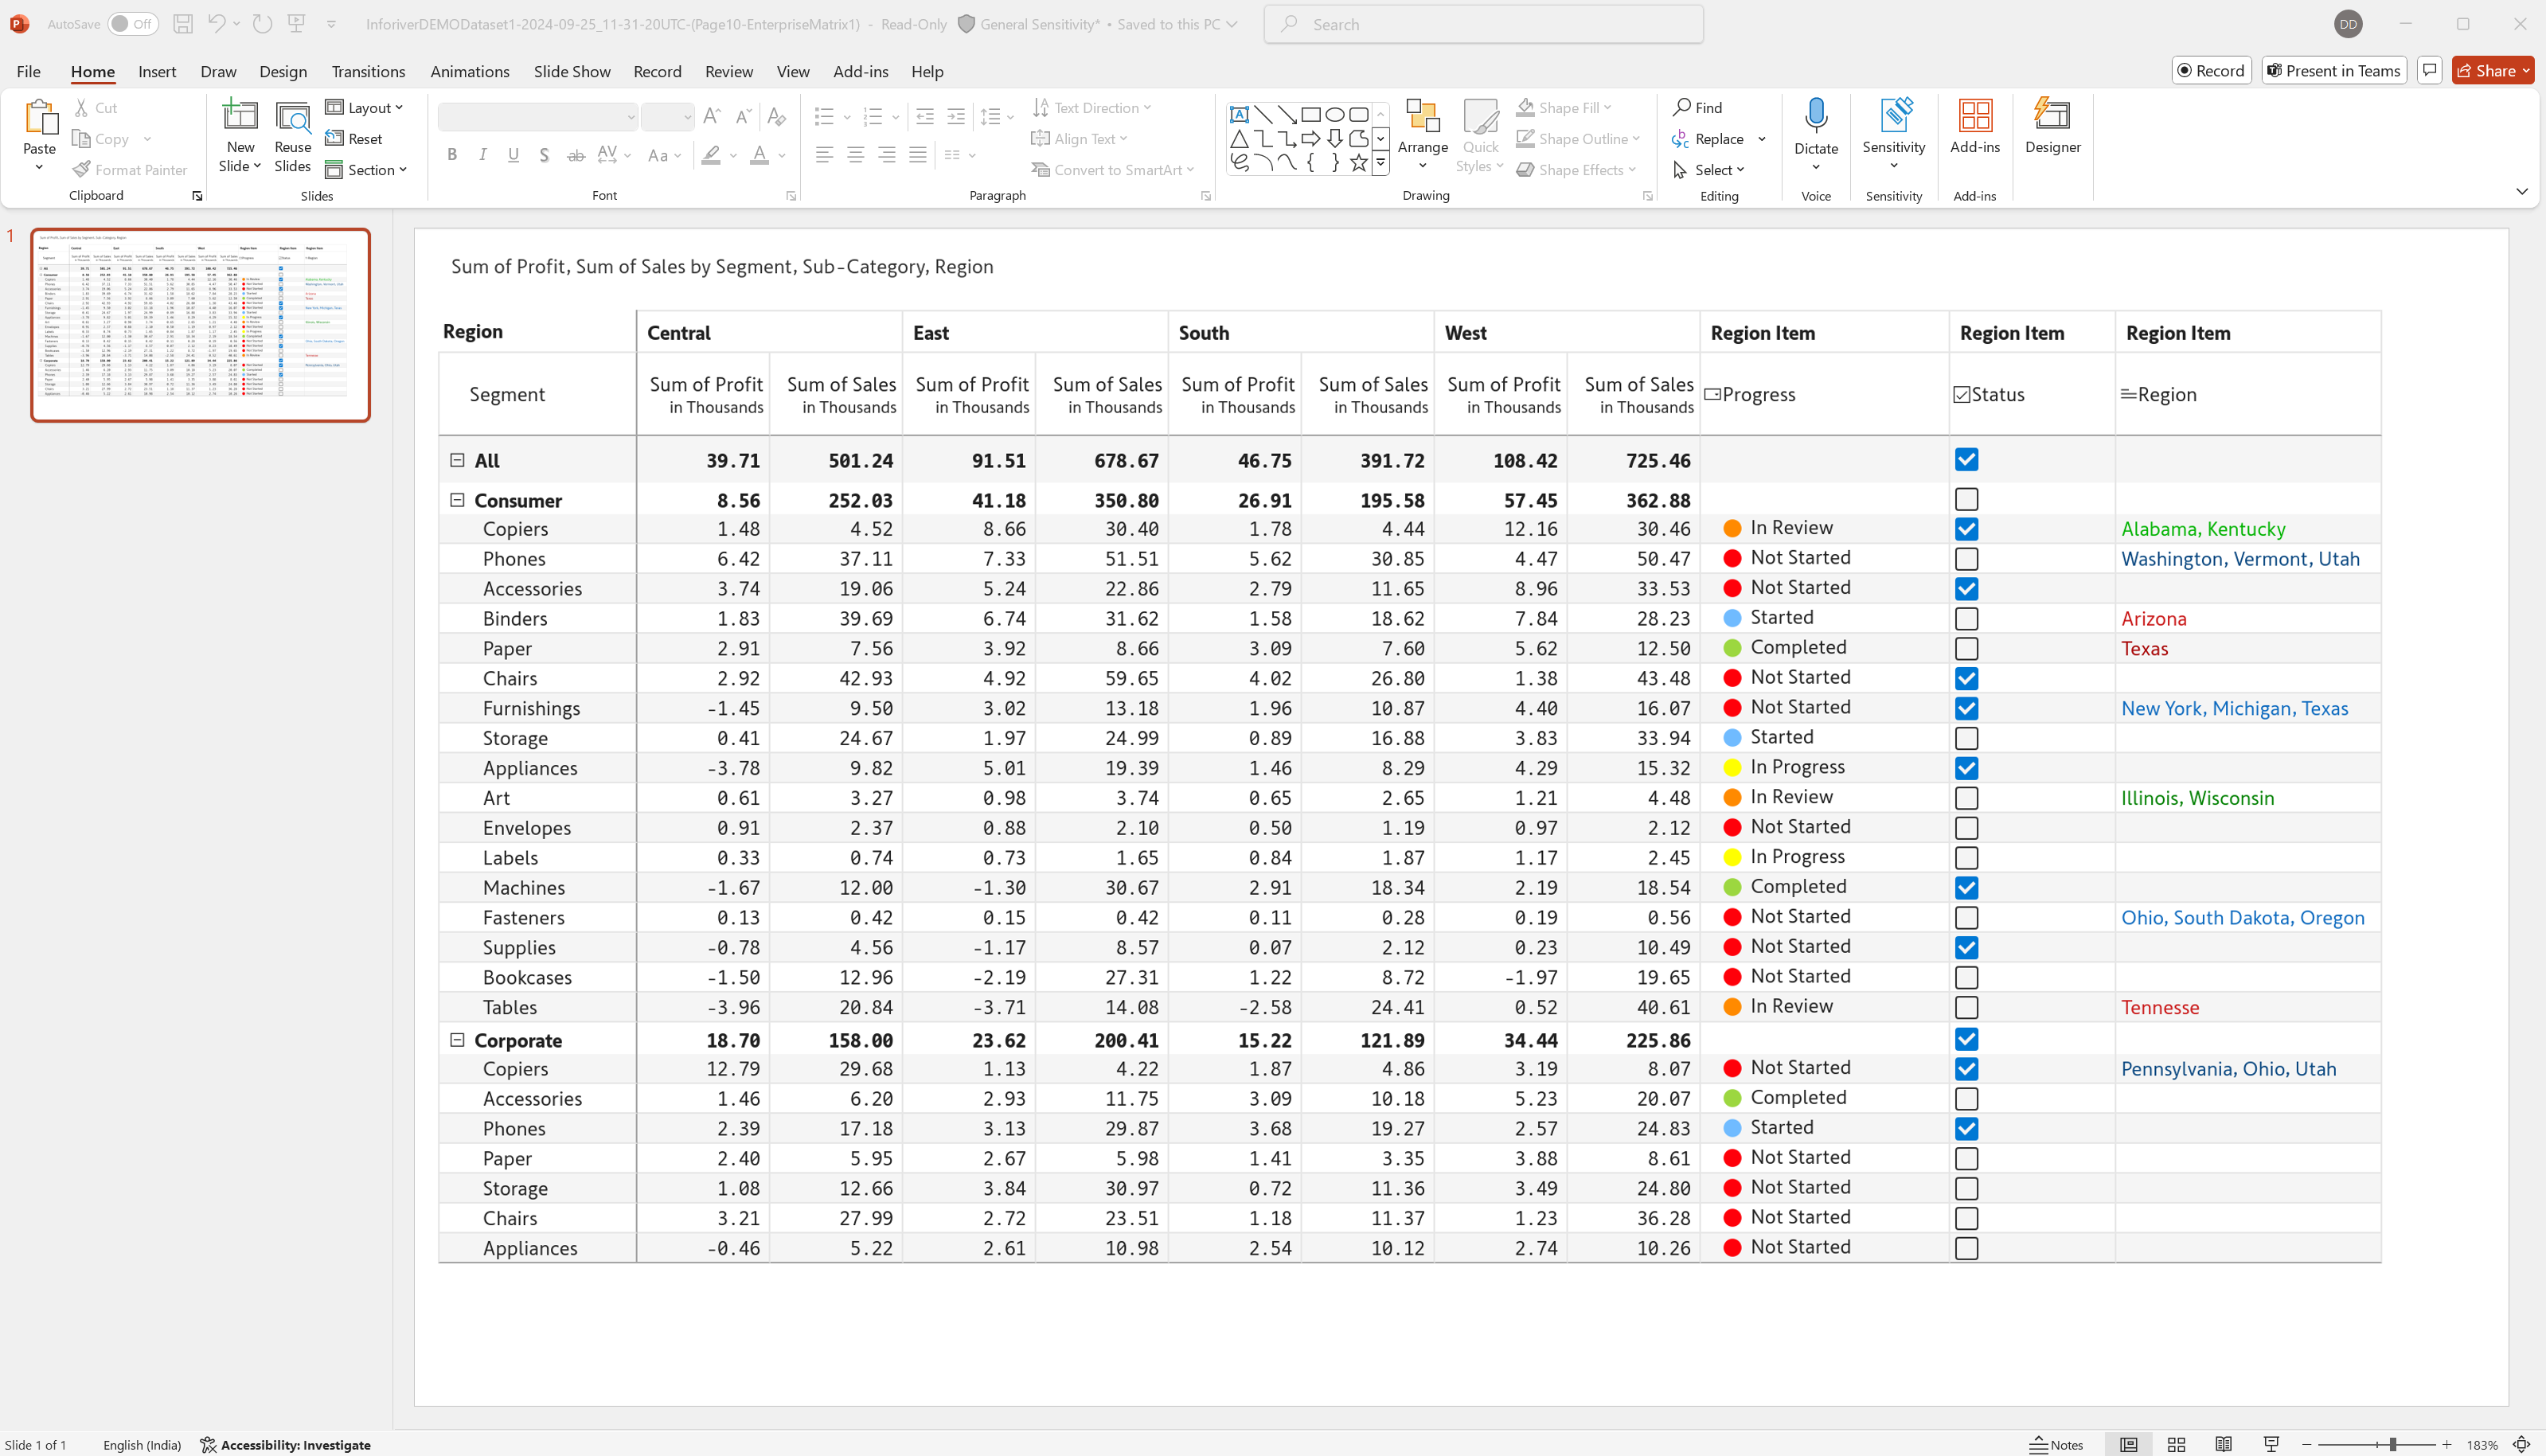 AutoSave Off InforiverDEMODataset1-2024-09-25_11-31-20UTC-(Page10-EnterpriseMatrix1) - Read-Only General Sensitivity* • Saved to this PC Search DD
File Home Insert Draw Design Transitions Animations Slide Show Record Review View Add-ins Help Record Present in Teams Share
Paste Cut Copy Format Painter Clipboard
New Slide Reuse Slides Layout Reset Section Slides
B I U S ab AV Aa A Font
Text Direction Align Text Convert to SmartArt Paragraph
Arrange Quick Styles Shape Fill Shape Outline Shape Effects Drawing
Find Replace Select Editing
Dictate Voice
Sensitivity Sensitivity
Add-ins Add-ins
Designer
1
Sum of Profit, Sum of Sales by Segment, Sub-Category, Region
Region Central East South West Region Item Region Item Region Item
Segment Sum of Profit in Thousands Sum of Sales in Thousands Sum of Profit in Thousands Sum of Sales in Thousands Sum of Profit in Thousands Sum of Sales in Thousands Sum of Profit in Thousands Sum of Sales in Thousands Progress Status Region
All 39.71 501.24 91.51 678.67 46.75 391.72 108.42 725.46
Consumer 8.56 252.03 41.18 350.80 26.91 195.58 57.45 362.88
Copiers 1.48 4.52 8.66 30.40 1.78 4.44 12.16 30.46 In Review Alabama, Kentucky
Phones 6.42 37.11 7.33 51.51 5.62 30.85 4.47 50.47 Not Started Washington, Vermont, Utah
Accessories 3.74 19.06 5.24 22.86 2.79 11.65 8.96 33.53 Not Started
Binders 1.83 39.69 6.74 31.62 1.58 18.62 7.84 28.23 Started Arizona
Paper 2.91 7.56 3.92 8.66 3.09 7.60 5.62 12.50 Completed Texas
Chairs 2.92 42.93 4.92 59.65 4.02 26.80 1.38 43.48 Not Started
Furnishings -1.45 9.50 3.02 13.18 1.96 10.87 4.40 16.07 Not Started New York, Michigan, Texas
Storage 0.41 24.67 1.97 24.99 0.89 16.88 3.83 33.94 Started
Appliances -3.78 9.82 5.01 19.39 1.46 8.29 4.29 15.32 In Progress
Art 0.61 3.27 0.98 3.74 0.65 2.65 1.21 4.48 In Review Illinois, Wisconsin
Envelopes 0.91 2.37 0.88 2.10 0.50 1.19 0.97 2.12 Not Started
Labels 0.33 0.74 0.73 1.65 0.84 1.87 1.17 2.45 In Progress
Machines -1.67 12.00 -1.30 30.67 2.91 18.34 2.19 18.54 Completed
Fasteners 0.13 0.42 0.15 0.42 0.11 0.28 0.19 0.56 Not Started Ohio, South Dakota, Oregon
Supplies -0.78 4.56 -1.17 8.57 0.07 2.12 0.23 10.49 Not Started
Bookcases -1.50 12.96 -2.19 27.31 1.22 8.72 -1.97 19.65 Not Started
Tables -3.96 20.84 -3.71 14.08 -2.58 24.41 0.52 40.61 In Review Tennesse
Corporate 18.70 158.00 23.62 200.41 15.22 121.89 34.44 225.86
Copiers 12.79 29.68 1.13 4.22 1.87 4.86 3.19 8.07 Not Started Pennsylvania, Ohio, Utah
Accessories 1.46 6.20 2.93 11.75 3.09 10.18 5.23 20.07 Completed
Phones 2.39 17.18 3.13 29.87 3.68 19.27 2.57 24.83 Started
Paper 2.40 5.95 2.67 5.98 1.41 3.35 3.88 8.61 Not Started
Storage 1.08 12.66 3.84 30.97 0.72 11.36 3.49 24.80 Not Started
Chairs 3.21 27.99 2.72 23.51 1.18 11.37 1.23 36.28 Not Started
Appliances -0.46 5.22 2.61 10.98 2.54 10.12 2.74 10.26 Not Started
Slide 1 of 1 English (India) Accessibility: Investigate Notes 183%